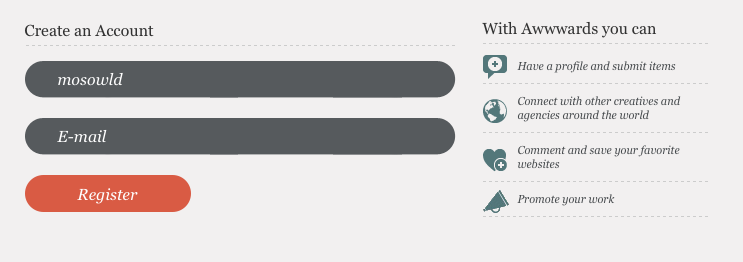 Create an Account
mosowld
E-mail
Register
With Awwwards you can
Have a profile and submit items
Connect with other creatives and
agencies around the world
Comment and save your favorite
websites
Promote your work